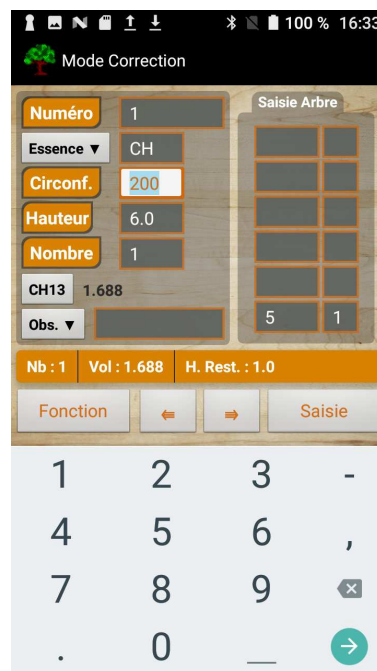 100 % 16:33
Mode Correction
Saisie Arbre
Numéro 1
Essence ▼ CH
Circonf. 200
Hauteur 6.0
Nombre 1
CH13 1.688
Obs. ▼
5 1
Nb : 1 Vol : 1.688 H. Rest. : 1.0
Fonction ⇚ ⇛ Saisie
1 2 3 -
4 5 6 ,
7 8 9
. 0 _